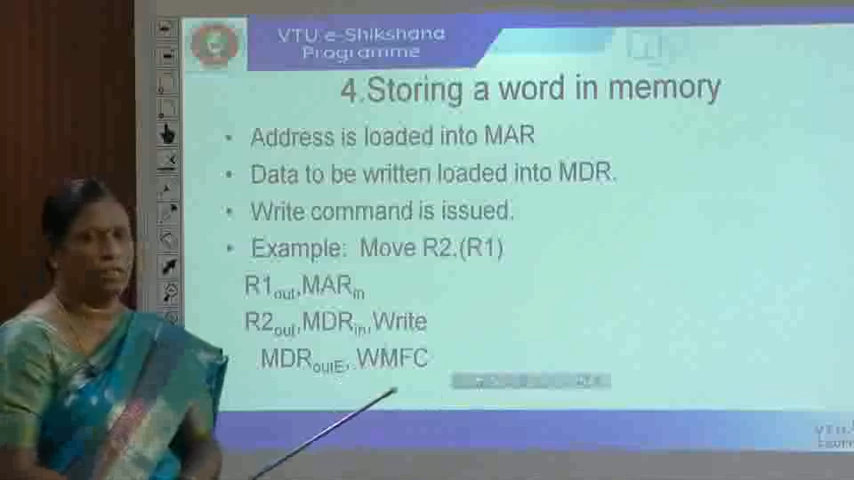 VTU e-Shikshana
Programme
4.Storing a word in memory
• Address is loaded into MAR
• Data to be written loaded into MDR.
• Write command is issued.
• Example: Move R2.(R1)
R1out,MARin
R2out,MDRin,Write
MDRoutE, WMFC